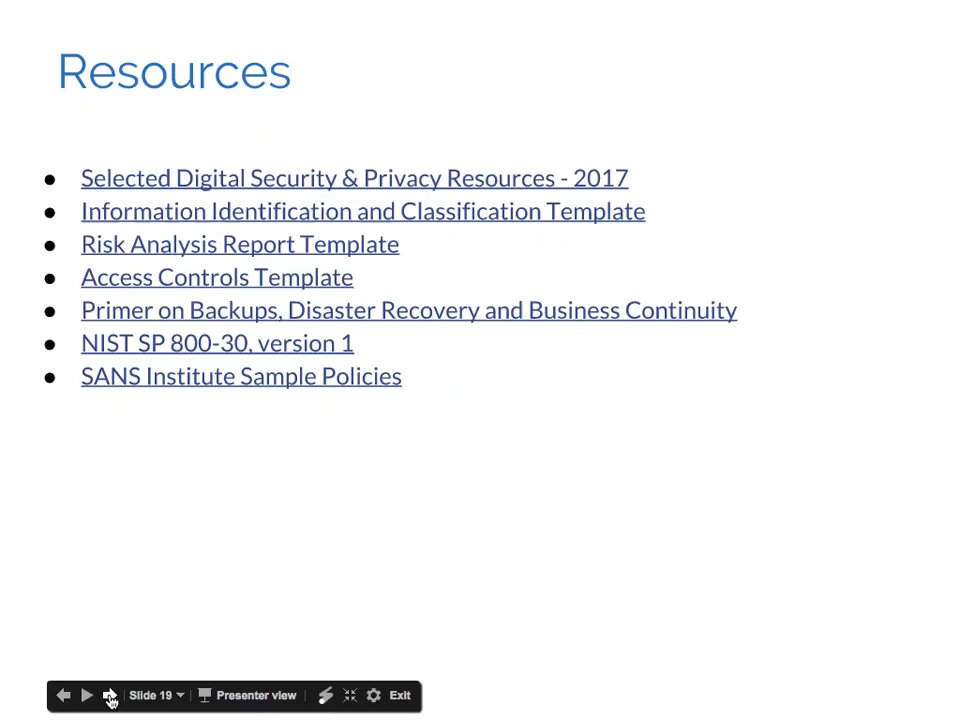 Resources
● Selected Digital Security & Privacy Resources - 2017
● Information Identification and Classification Template
● Risk Analysis Report Template
● Access Controls Template
● Primer on Backups, Disaster Recovery and Business Continuity
● NIST SP 800-30, version 1
● SANS Institute Sample Policies
Slide 19 Presenter view Exit